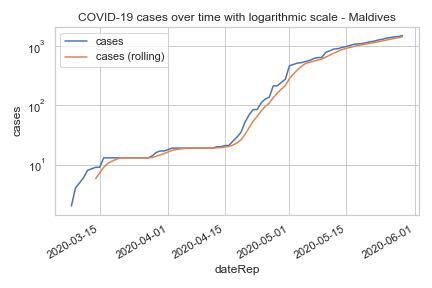 COVID-19 cases over time with logarithmic scale - Maldives
cases
cases (rolling)
10³
10²
10¹
cases
2020-03-15
2020-04-01
2020-04-15
2020-05-01
2020-05-15
2020-06-01
dateRep